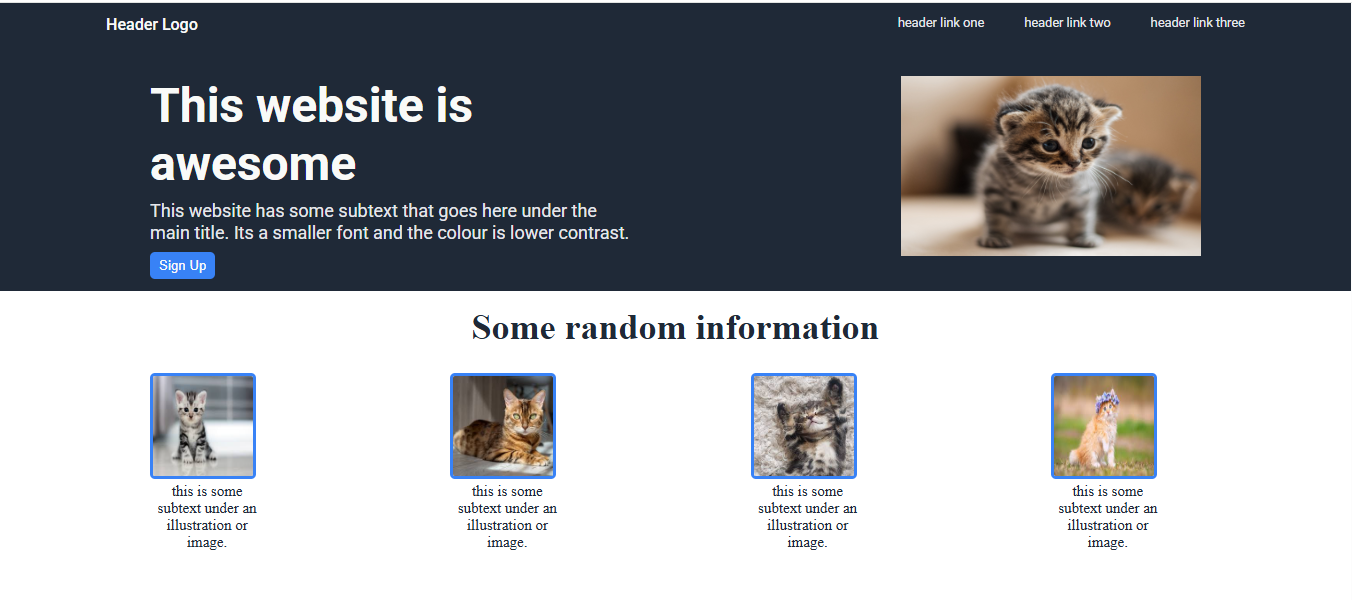 Header Logo
header link one
header link two
header link three
This website is
awesome
This website has some subtext that goes here under the
main title. Its a smaller font and the colour is lower contrast.
Sign Up
Some random information
this is some
subtext under an
illustration or
image.
this is some
subtext under an
illustration or
image.
this is some
subtext under an
illustration or
image.
this is some
subtext under an
illustration or
image.